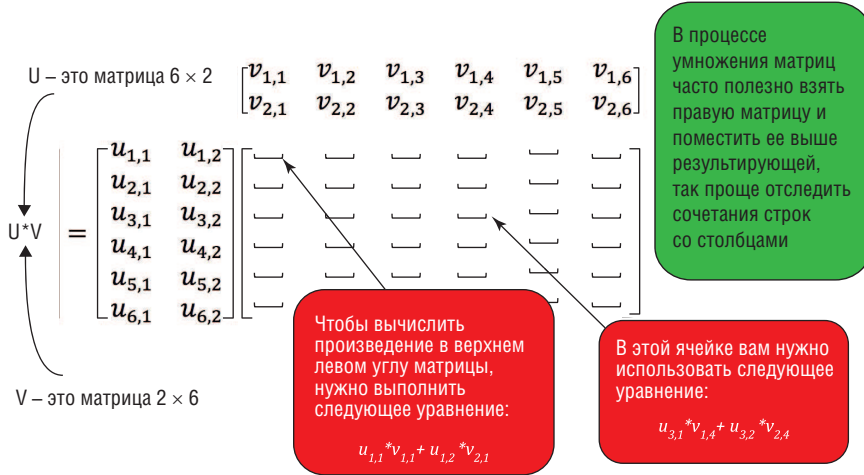 U – это матрица 6 × 2
v1,1 v1,2 v1,3 v1,4 v1,5 v1,6
v2,1 v2,2 v2,3 v2,4 v2,5 v2,6
В процессе
умножения матриц
часто полезно взять
правую матрицу и
поместить ее выше
результирующей,
так проще отследить
сочетания строк
со столбцами
U*V =
u1,1 u1,2
u2,1 u2,2
u3,1 u3,2
u4,1 u4,2
u5,1 u5,2
u6,1 u6,2
V – это матрица 2 × 6
Чтобы вычислить
произведение в верхнем
левом углу матрицы,
нужно выполнить
следующее уравнение:
u1,1*v1,1+ u1,2*v2,1
В этой ячейке вам нужно
использовать следующее
уравнение:
u3,1*v1,4+ u3,2*v2,4